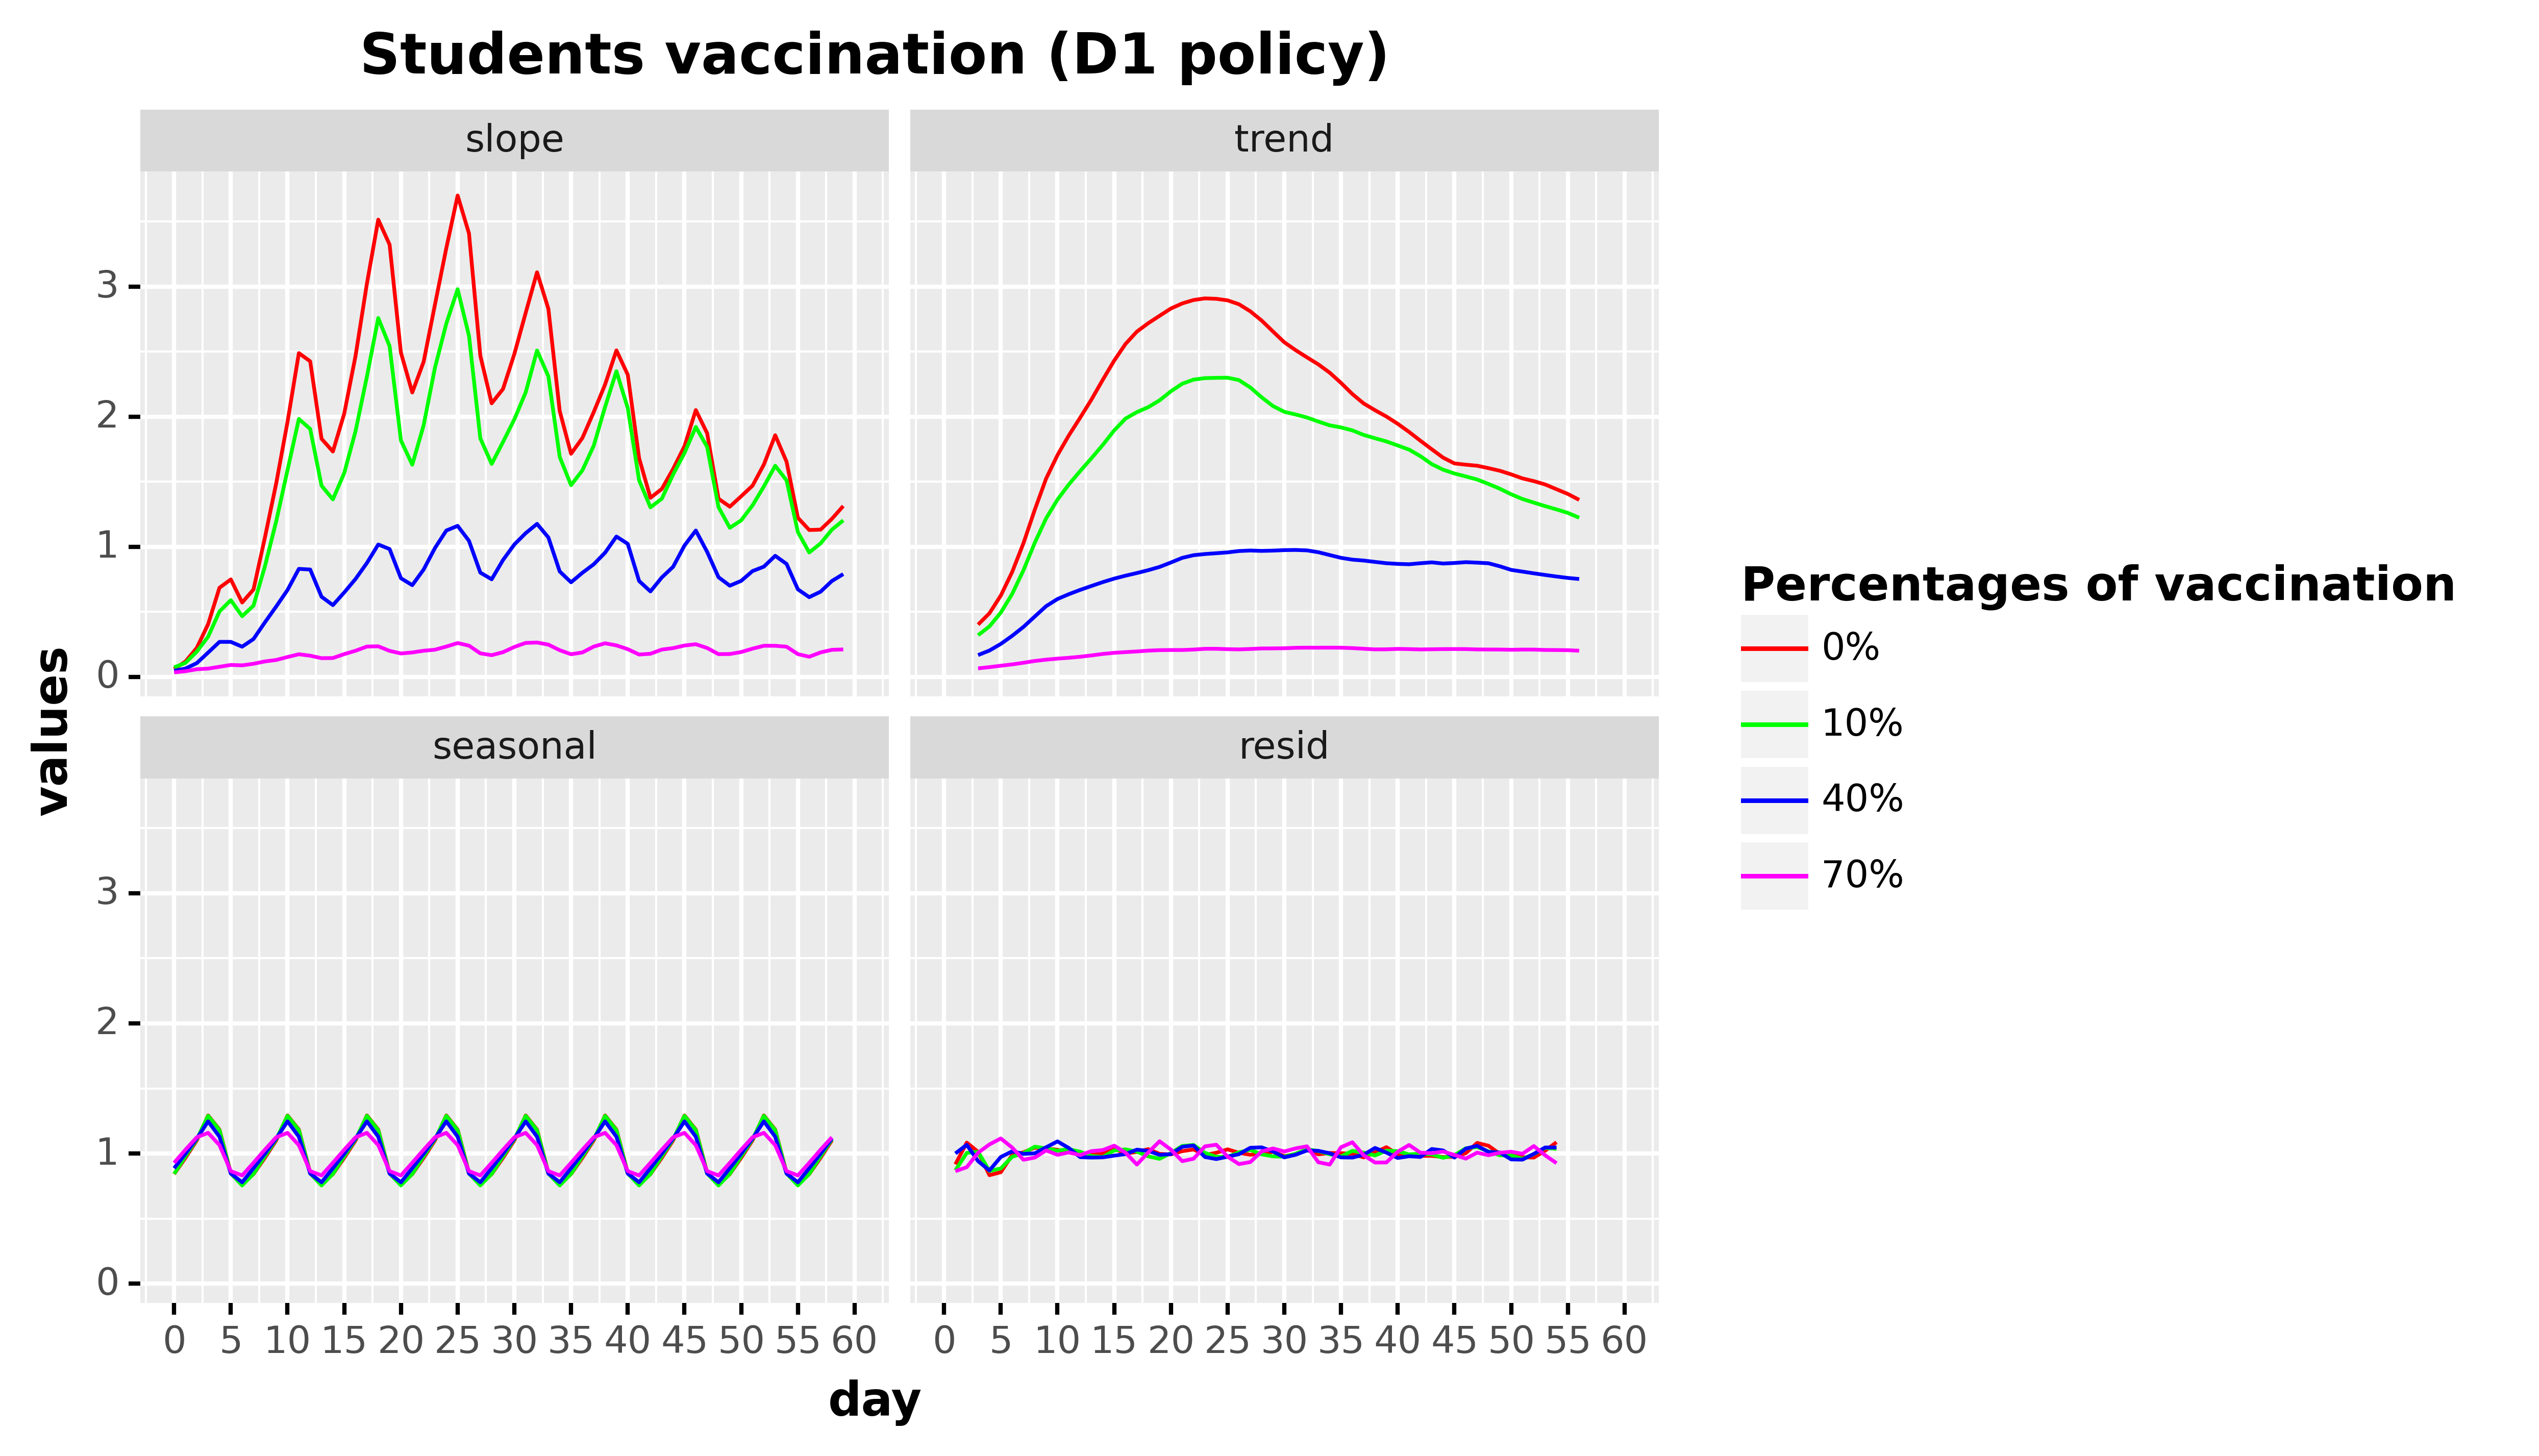 Students vaccination (D1 policy)
slope
trend
3
2
1
0
values
seasonal
resid
3
2
1
0
0 5 10 15 20 25 30 35 40 45 50 55 60
0 5 10 15 20 25 30 35 40 45 50 55 60
day
Percentages of vaccination
0%
10%
40%
70%